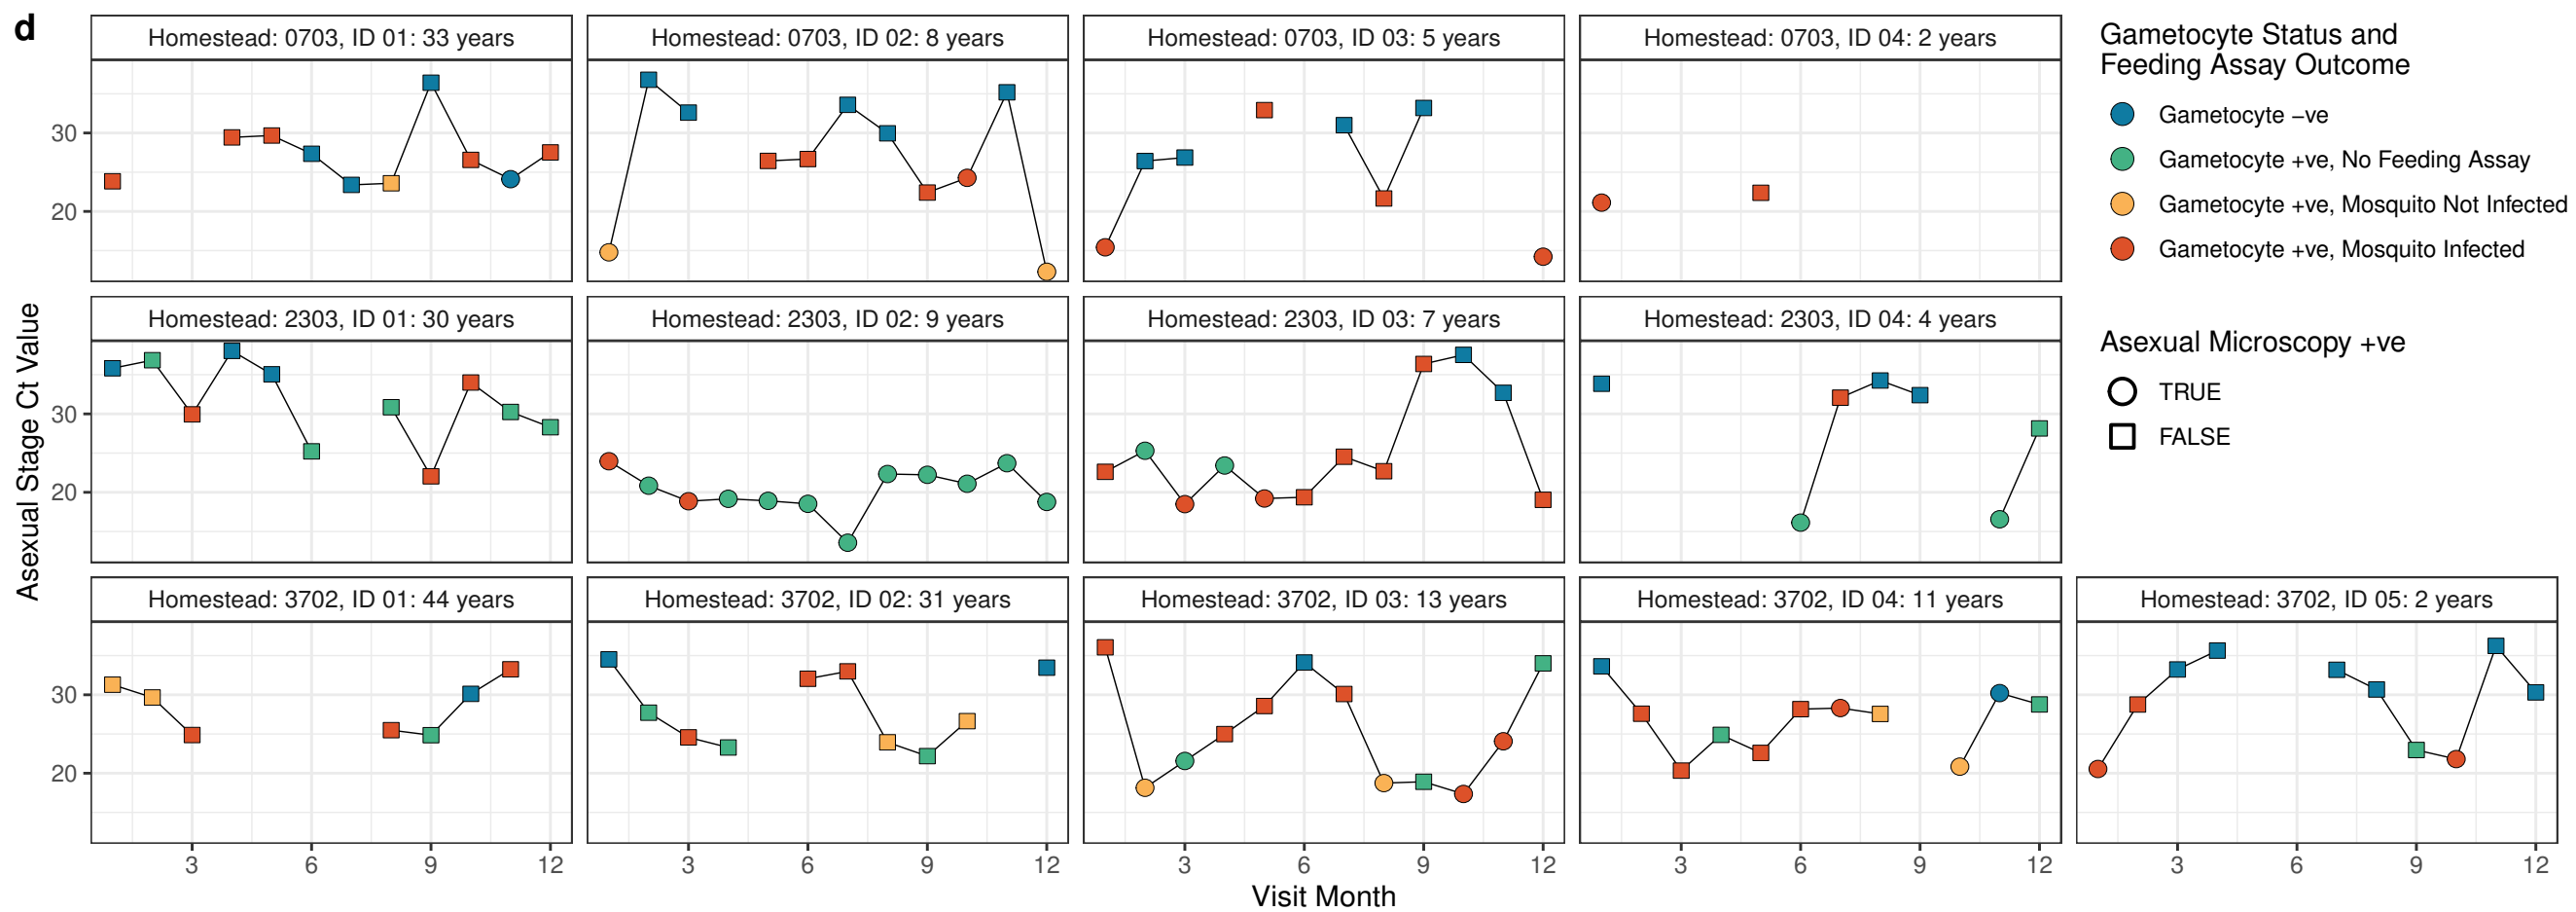 d
Homestead: 0703, ID 01: 33 years
Homestead: 0703, ID 02: 8 years
Homestead: 0703, ID 03: 5 years
Homestead: 0703, ID 04: 2 years
30
20
Homestead: 2303, ID 01: 30 years
Homestead: 2303, ID 02: 9 years
Homestead: 2303, ID 03: 7 years
Homestead: 2303, ID 04: 4 years
30
20
Homestead: 3702, ID 01: 44 years
Homestead: 3702, ID 02: 31 years
Homestead: 3702, ID 03: 13 years
Homestead: 3702, ID 04: 11 years
Homestead: 3702, ID 05: 2 years
30
20
3 6 9 12
3 6 9 12
3 6 9 12
3 6 9 12
3 6 9 12
Visit Month
Asexual Stage Ct Value
Gametocyte Status and
Feeding Assay Outcome
Gametocyte −ve
Gametocyte +ve, No Feeding Assay
Gametocyte +ve, Mosquito Not Infected
Gametocyte +ve, Mosquito Infected
Asexual Microscopy +ve
TRUE
FALSE